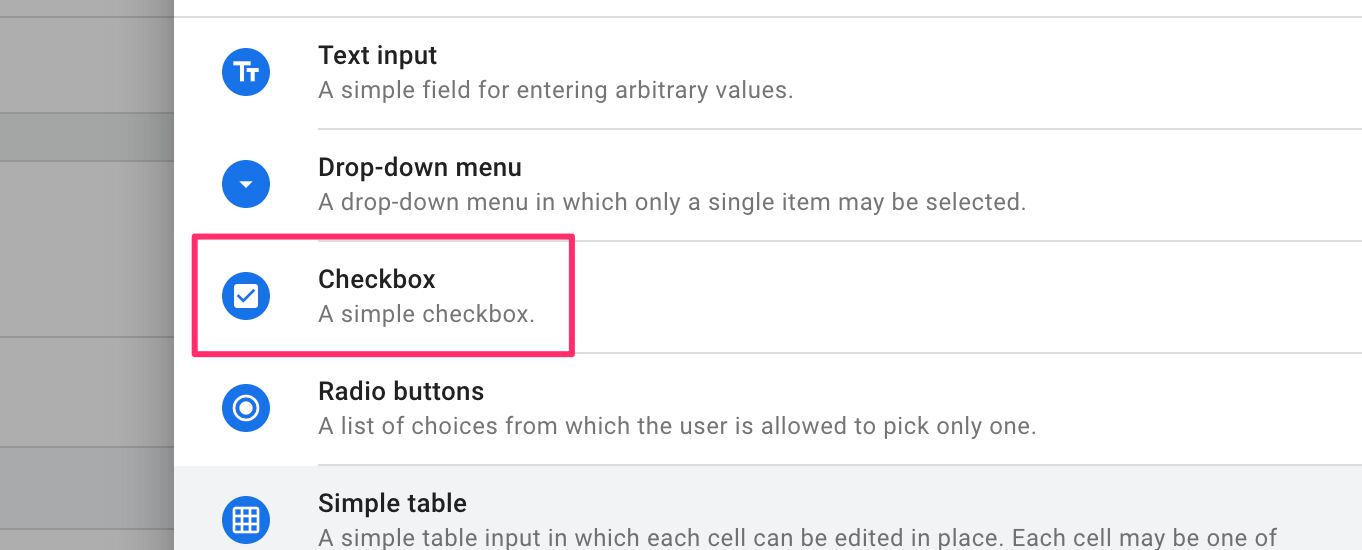 Text input
A simple field for entering arbitrary values.
Drop-down menu
A drop-down menu in which only a single item may be selected.
Checkbox
A simple checkbox.
Radio buttons
A list of choices from which the user is allowed to pick only one.
Simple table
A simple table input in which each cell can be edited in place. Each cell may be one of